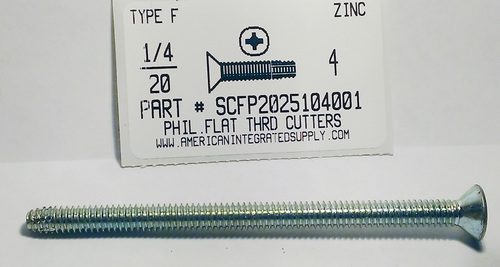 TYPE F ZINC
1/4
20
4
PART # SCFP2025104001
PHIL.FLAT THRD CUTTERS
WWW.AMERICANINTEGRATEDSUPPLY.COM